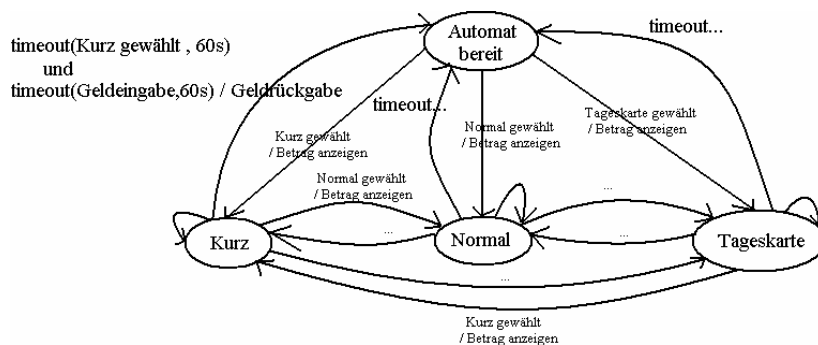 timeout(Kurz gewählt , 60s)
und
timeout(Geldeingabe,60s) / Geldrückgabe
Automat
bereit
timeout...
timeout...
Kurz gewählt
/ Betrag anzeigen
Normal gewählt
/ Betrag anzeigen
Tageskarte gewählt
/ Betrag anzeigen
Normal gewählt
/ Betrag anzeigen
...
...
...
Kurz
Normal
Tageskarte
...
...
Kurz gewählt
/ Betrag anzeigen